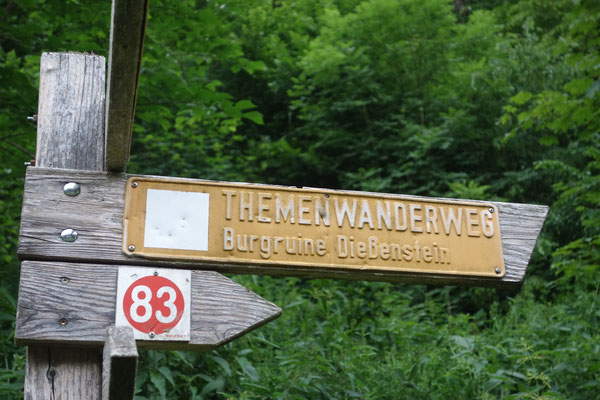 THEMENWANDERWEG
Burgruine Dießenstein
83